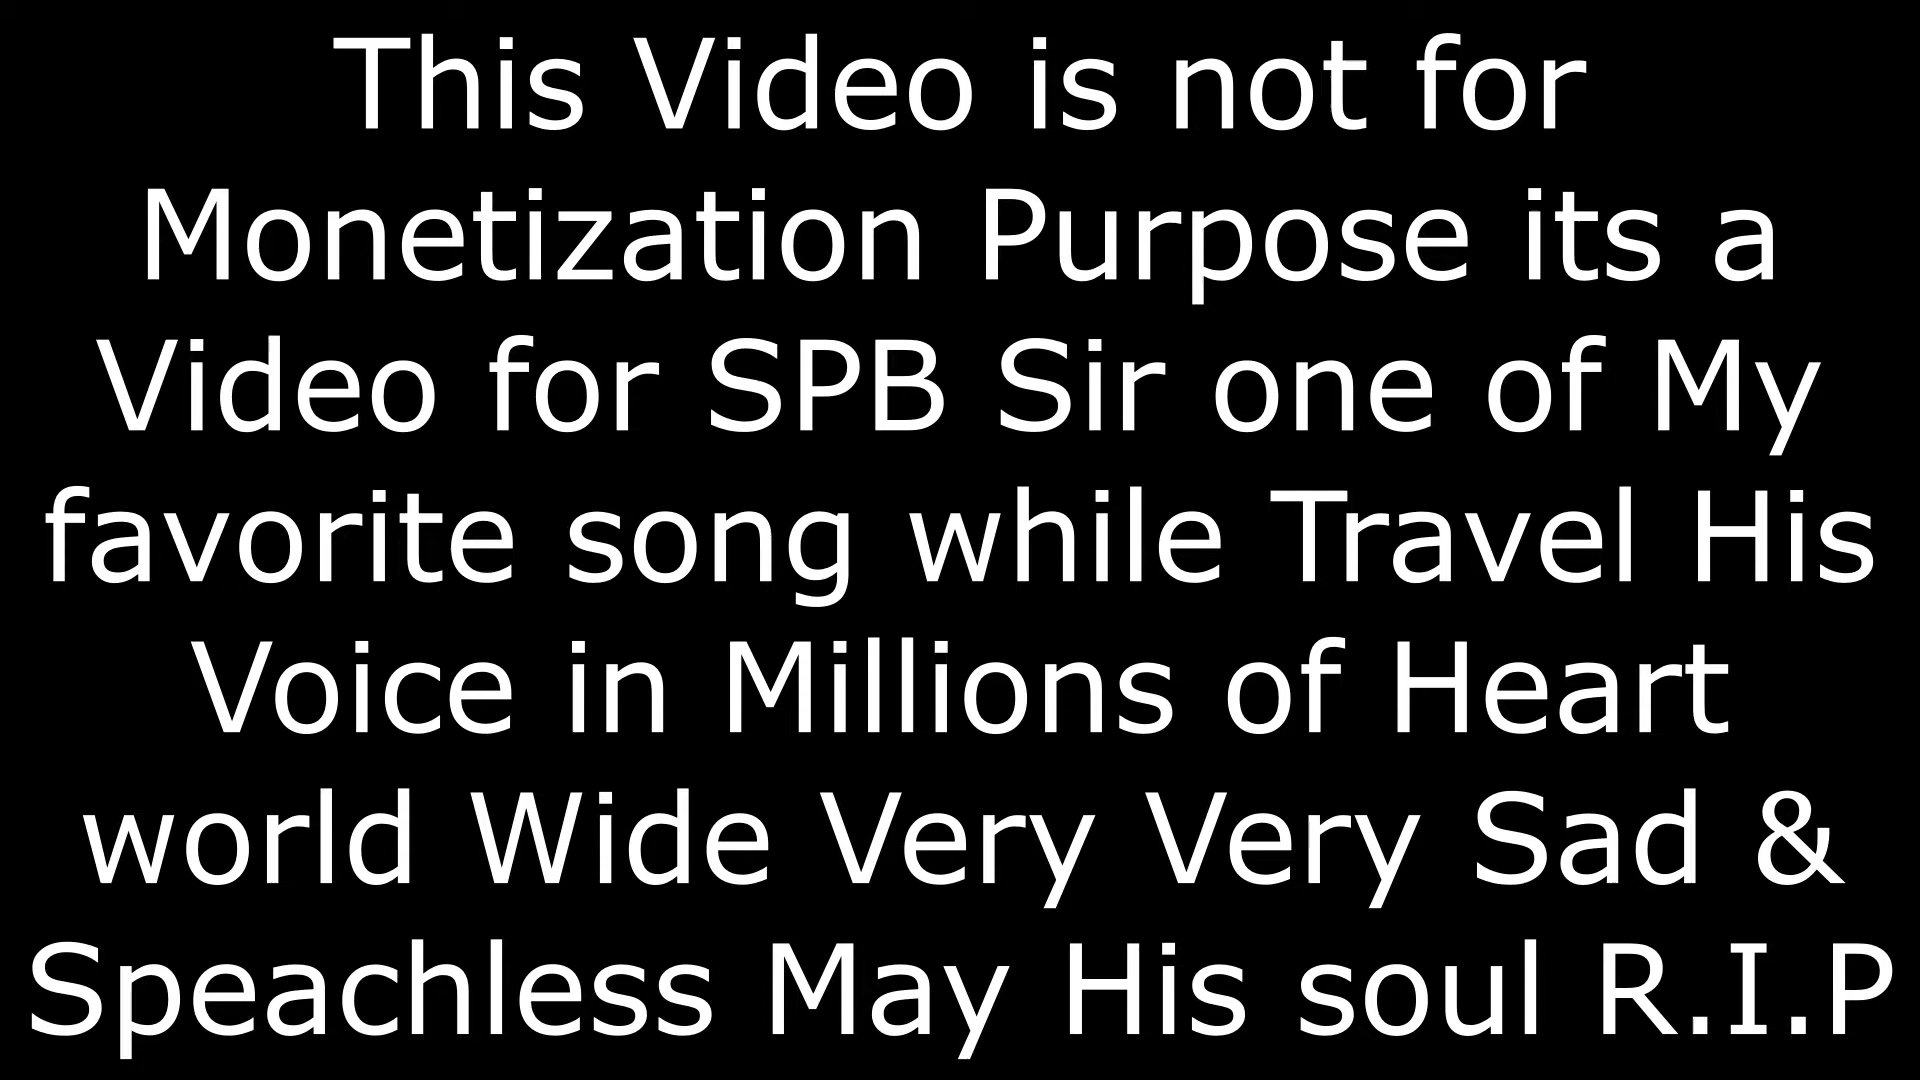 This Video is not for
Monetization Purpose its a
Video for SPB Sir one of My
favorite song while Travel His
Voice in Millions of Heart
world Wide Very Very Sad &
Speachless May His soul R.I.P